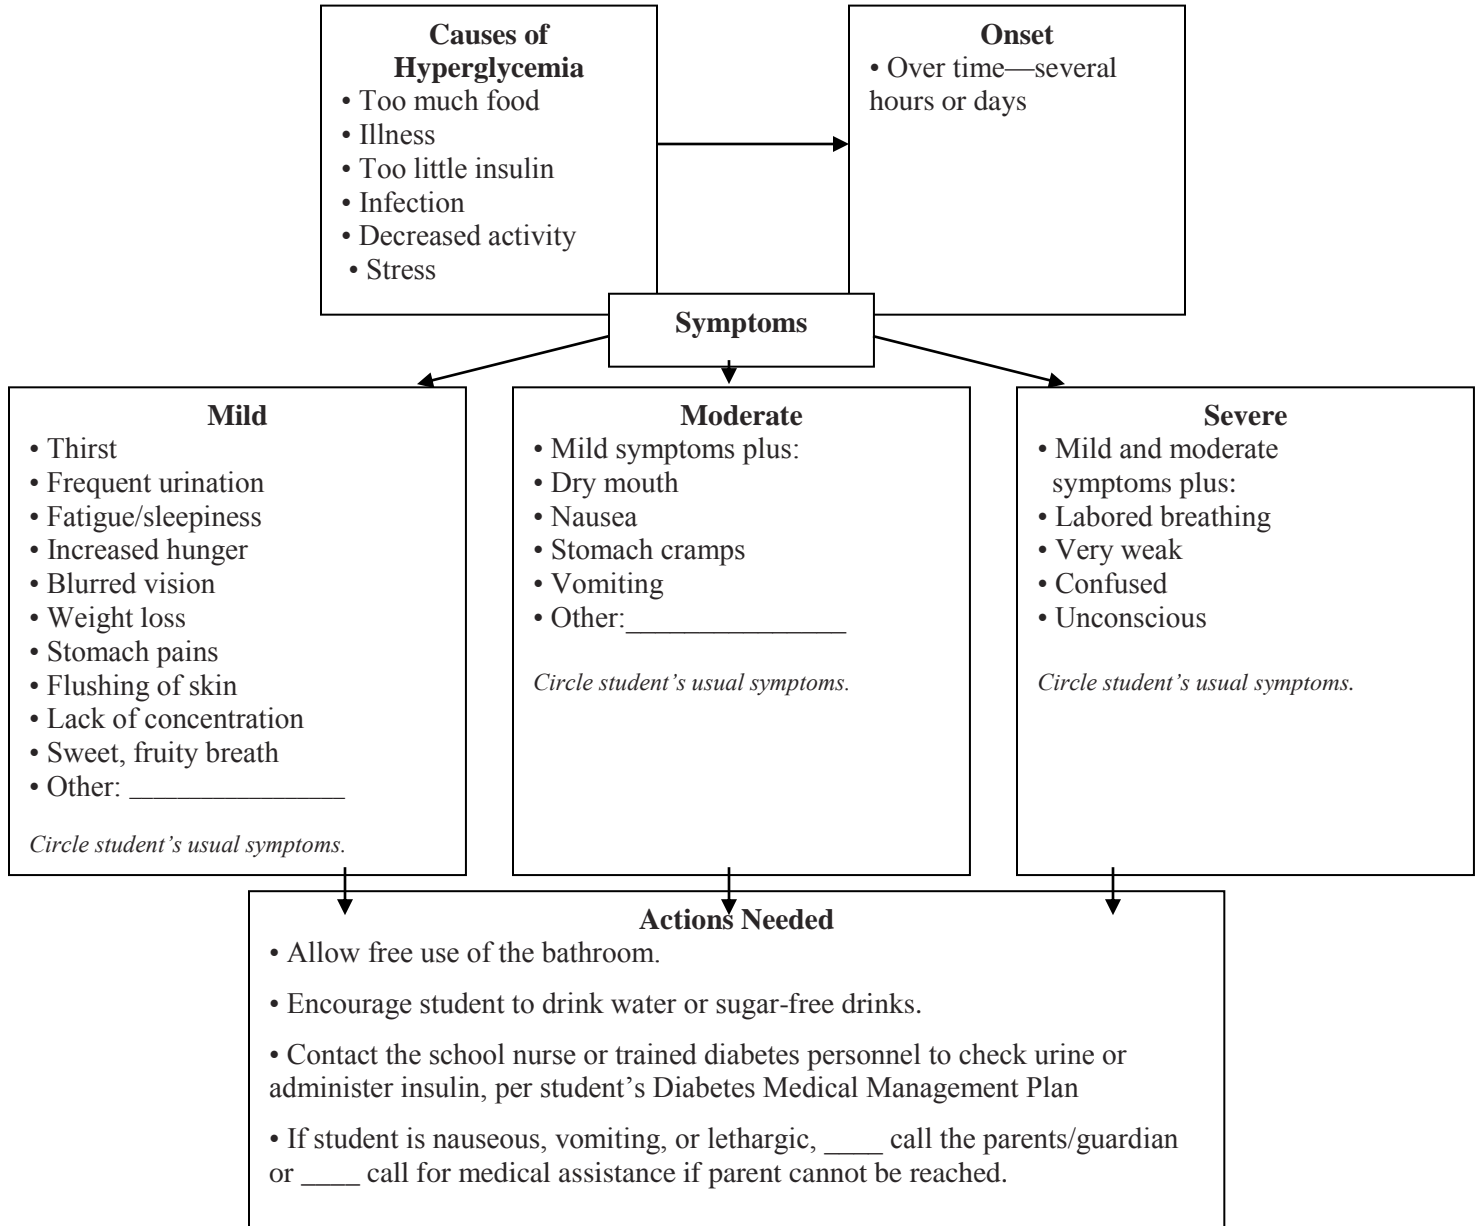 Causes of
Hyperglycemia
• Too much food
• Illness
• Too little insulin
• Infection
• Decreased activity
• Stress
Onset
• Over time—several
hours or days
Symptoms
Mild
• Thirst
• Frequent urination
• Fatigue/sleepiness
• Increased hunger
• Blurred vision
• Weight loss
• Stomach pains
• Flushing of skin
• Lack of concentration
• Sweet, fruity breath
• Other: __________________
Circle student’s usual symptoms.
Moderate
• Mild symptoms plus:
• Dry mouth
• Nausea
• Stomach cramps
• Vomiting
• Other:_______________
Circle student’s usual symptoms.
Severe
• Mild and moderate
symptoms plus:
• Labored breathing
• Very weak
• Confused
• Unconscious
Circle student’s usual symptoms.
Actions Needed
• Allow free use of the bathroom.
• Encourage student to drink water or sugar-free drinks.
• Contact the school nurse or trained diabetes personnel to check urine or
administer insulin, per student’s Diabetes Medical Management Plan
• If student is nauseous, vomiting, or lethargic, ____ call the parents/guardian
or ____ call for medical assistance if parent cannot be reached.